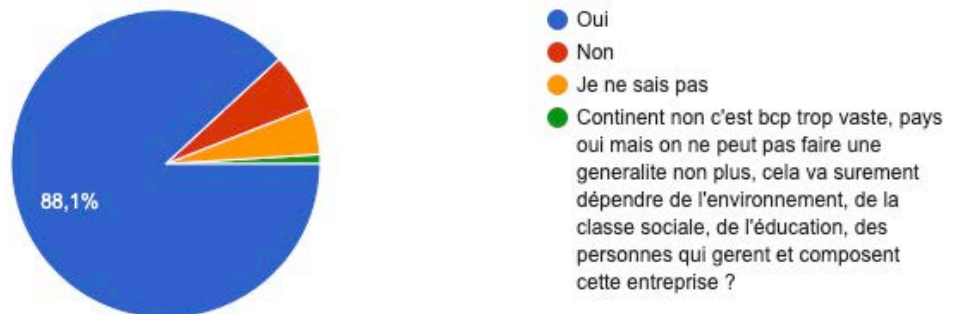 88,1%
Oui
Non
Je ne sais pas
Continent non c'est bcp trop vaste, pays
oui mais on ne peut pas faire une
generalite non plus, cela va surement
dépendre de l'environnement, de la
classe sociale, de l'éducation, des
personnes qui gerent et composent
cette entreprise ?